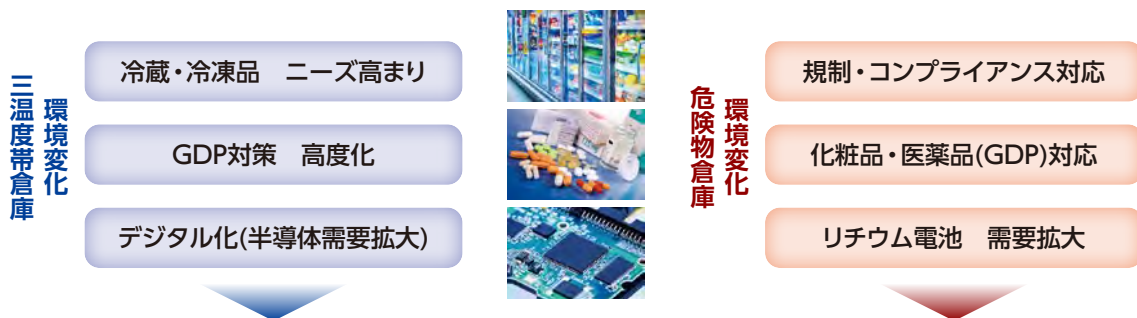 三温度帯倉庫
環境変化
冷蔵・冷凍品　ニーズ高まり
GDP対策　高度化
デジタル化(半導体需要拡大)
危険物倉庫
環境変化
規制・コンプライアンス対応
化粧品・医薬品(GDP)対応
リチウム電池　需要拡大